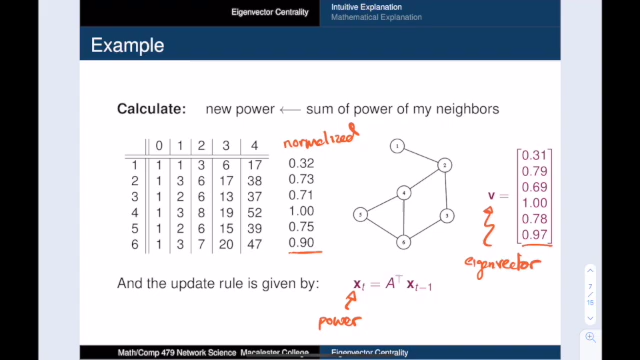 Eigenvector Centrality
Intuitive Explanation
Mathematical Explanation
Example
Calculate: new power ⟵ sum of power of my neighbors
normalized
0 1 2 3 4
1 1 1 3 6 17 0.32
2 1 3 6 17 38 0.73
3 1 2 6 13 37 0.71
4 1 3 8 19 52 1.00
5 1 2 6 15 39 0.75
6 1 3 7 20 47 0.90
1
2
4
5
3
6
v =
0.31
0.79
0.69
1.00
0.78
0.97
eigenvector
And the update rule is given by: x_t = A^⊤ x_{t−1}
power
7
15
Math/Comp 479 Network Science Macalester College Eigenvector Centrality